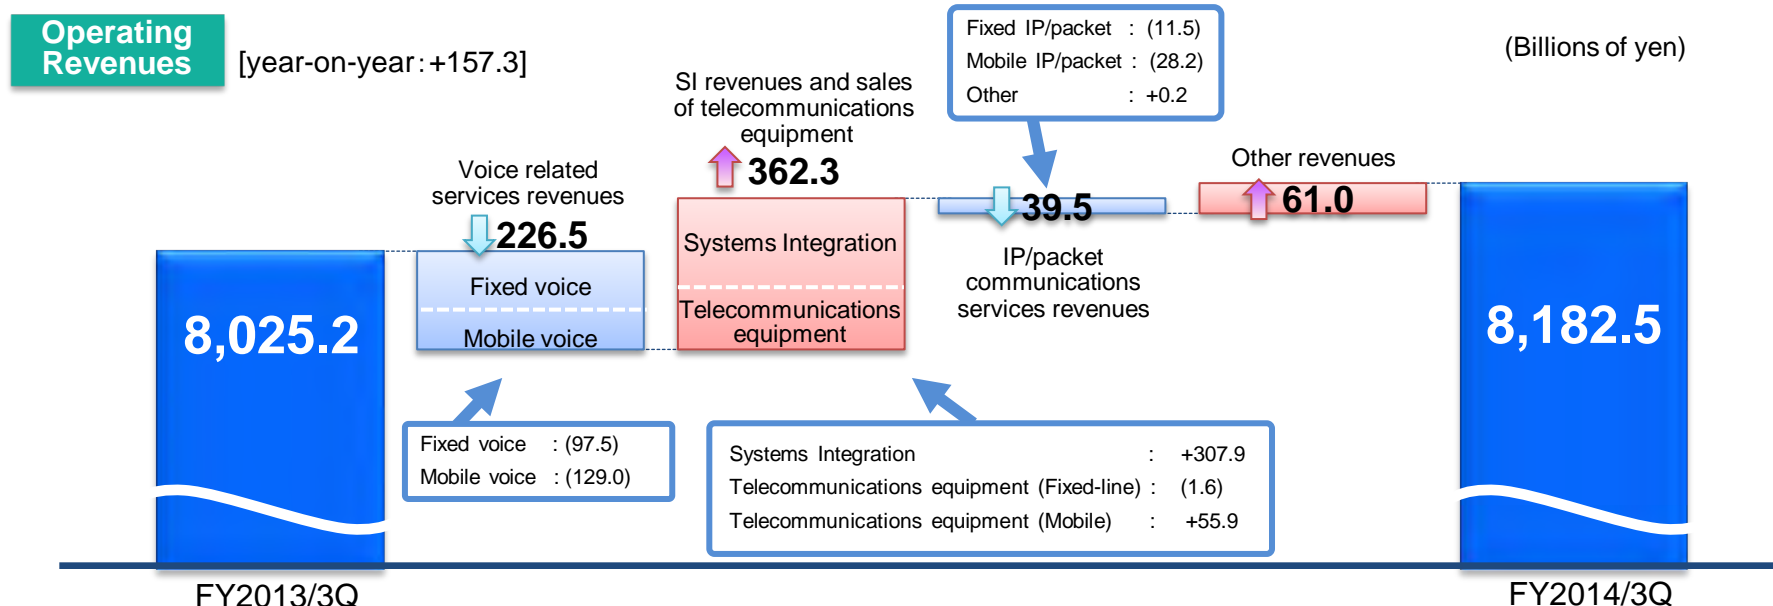 Operating
Revenues
[year-on-year:+157.3]
(Billions of yen)
Fixed IP/packet : (11.5)
Mobile IP/packet : (28.2)
Other : +0.2
SI revenues and sales
of telecommunications
equipment
362.3
Voice related
services revenues
226.5
Other revenues
61.0
39.5
IP/packet
communications
services revenues
Systems Integration
Telecommunications
equipment
Fixed voice
Mobile voice
8,025.2
8,182.5
Fixed voice : (97.5)
Mobile voice : (129.0)
Systems Integration : +307.9
Telecommunications equipment (Fixed-line) : (1.6)
Telecommunications equipment (Mobile) : +55.9
FY2013/3Q
FY2014/3Q